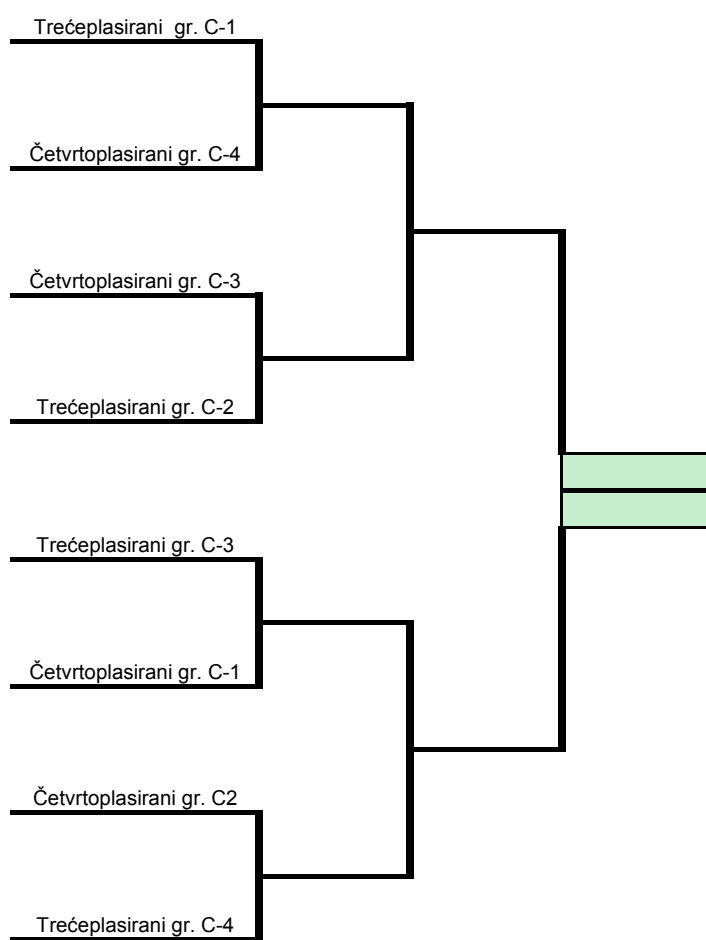 Trećeplasirani  gr. C-1
Četvrtoplasirani gr. C-4
Četvrtoplasirani gr. C-3
Trećeplasirani gr. C-2
Trećeplasirani gr. C-3
Četvrtoplasirani gr. C-1
Četvrtoplasirani gr. C2
Trećeplasirani gr. C-4